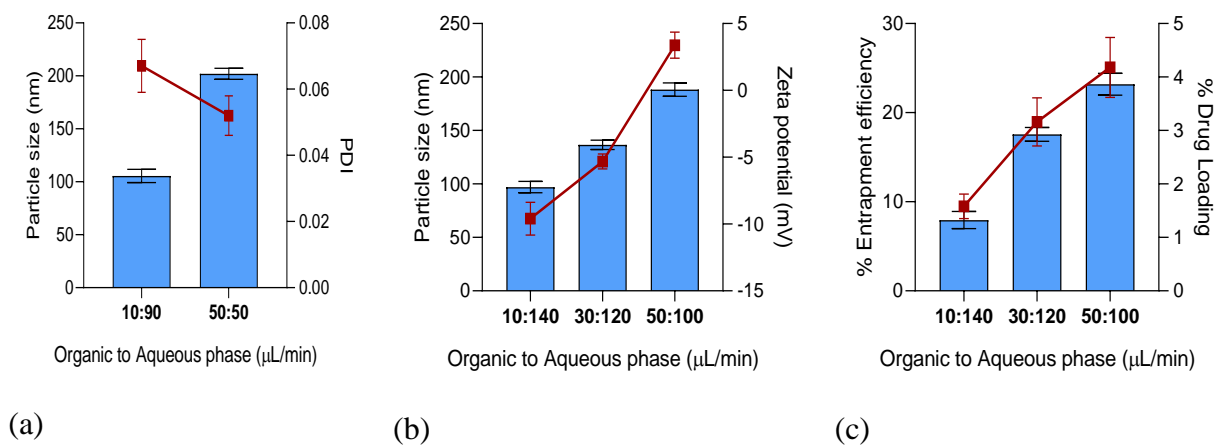 250
200
150
100
50
0
Particle size (nm)
0.08
0.06
0.04
0.02
0.00
PDI
10:90 50:50
Organic to Aqueous phase (μL/min)
(a)
250
200
150
100
50
0
Particle size (nm)
5
0
-5
-10
-15
Zeta potential (mV)
10:140 30:120 50:100
Organic to Aqueous phase (μL/min)
(b)
30
20
10
0
% Entrapment efficiency
5
4
3
2
1
0
% Drug
Loading
10:140 30:120 50:100
Organic to Aqueous phase (μL/min)
(c)